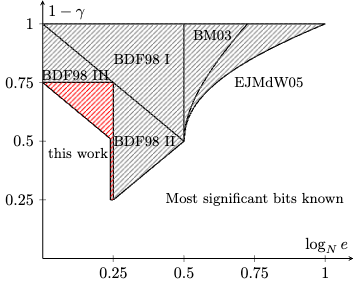 1 − γ
1
BM03
BDF98 I
BDF98 III
0.75
EJMdW05
0.5
BDF98 II
this work
0.25
Most significant bits known
log_N e
0.25
0.5
0.75
1